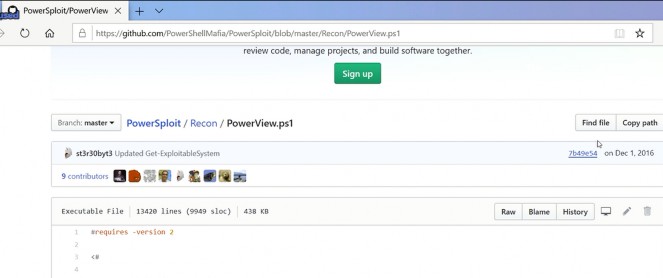 PowerSploit/PowerView
https://github.com/PowerShellMafia/PowerSploit/blob/master/Recon/PowerView.ps1
review code, manage projects, and build software together.
Sign up
Branch: master PowerSploit / Recon / PowerView.ps1 Find file Copy path
st3r30byt3 Updated Get-ExploitableSystem 7b49e54 on Dec 1, 2016
9 contributors
Executable File 13420 lines (9949 sloc) 438 KB Raw Blame History
1 #requires -version 2
2
3 <#
4